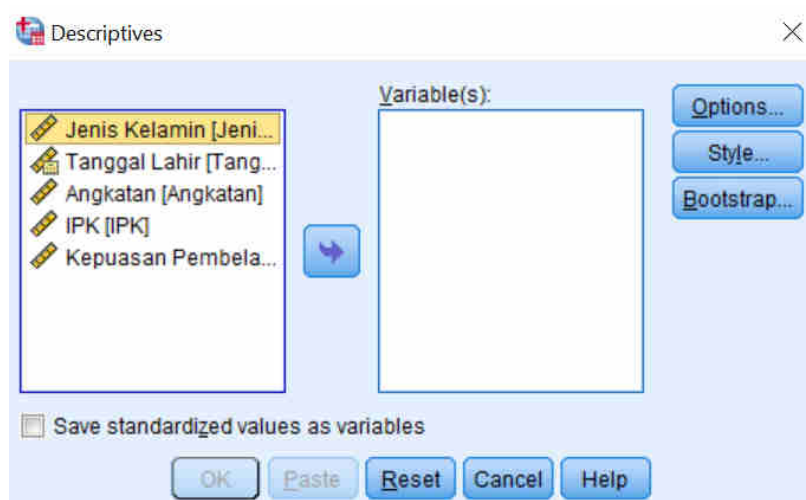 Descriptives
Jenis Kelamin [Jeni...
Tanggal Lahir [Tang...
Angkatan [Angkatan]
IPK [IPK]
Kepuasan Pembela...
Variable(s):
Options...
Style...
Bootstrap...
Save standardized values as variables
OK Paste Reset Cancel Help